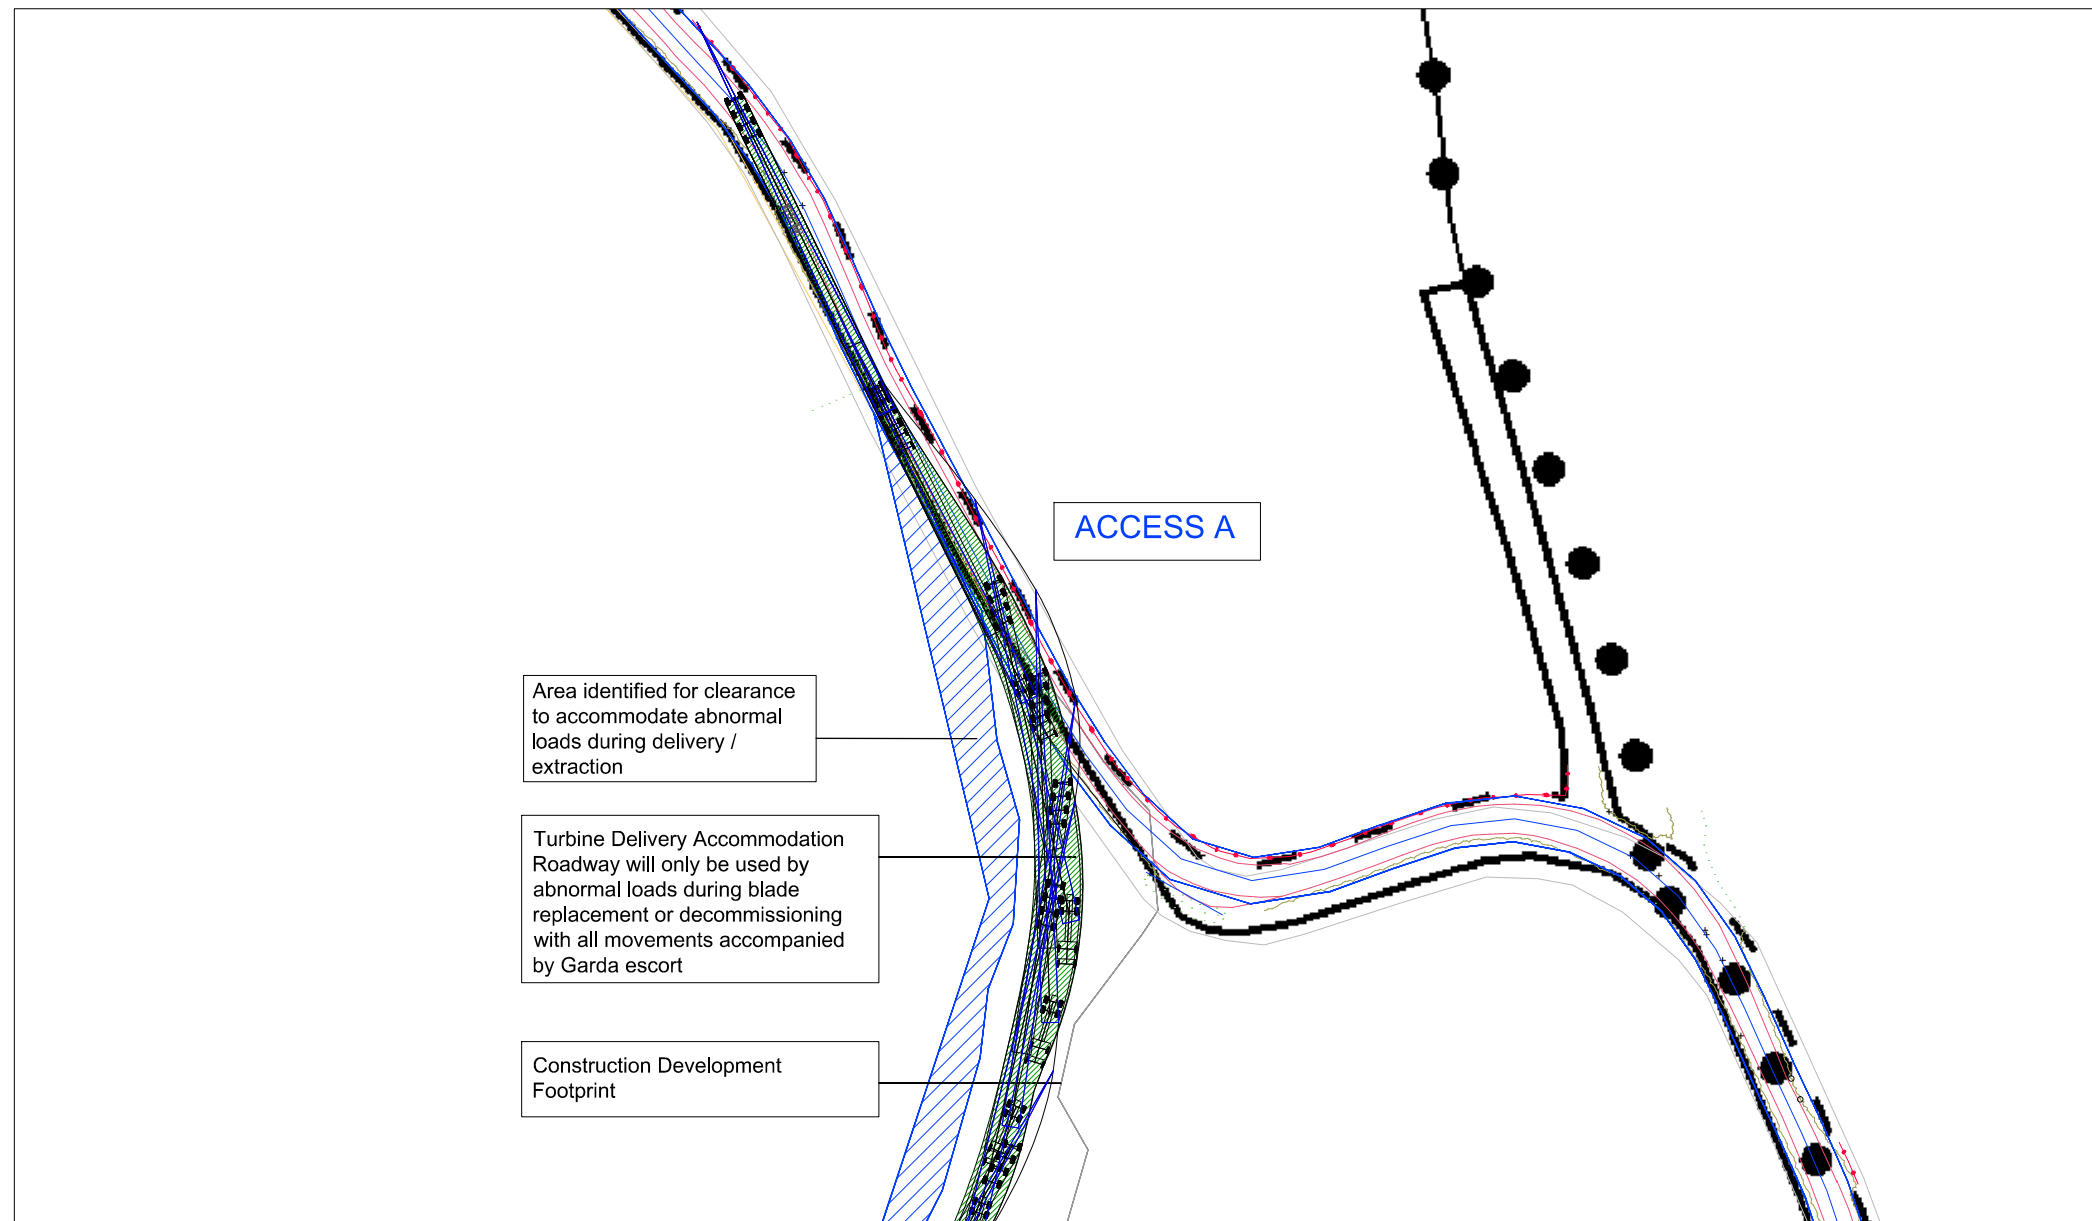 ACCESS A
Area identified for clearance
to accommodate abnormal
loads during delivery /
extraction
Turbine Delivery Accommodation
Roadway will only be used by
abnormal loads during blade
replacement or decommissioning
with all movements accompanied
by Garda escort
Construction Development
Footprint